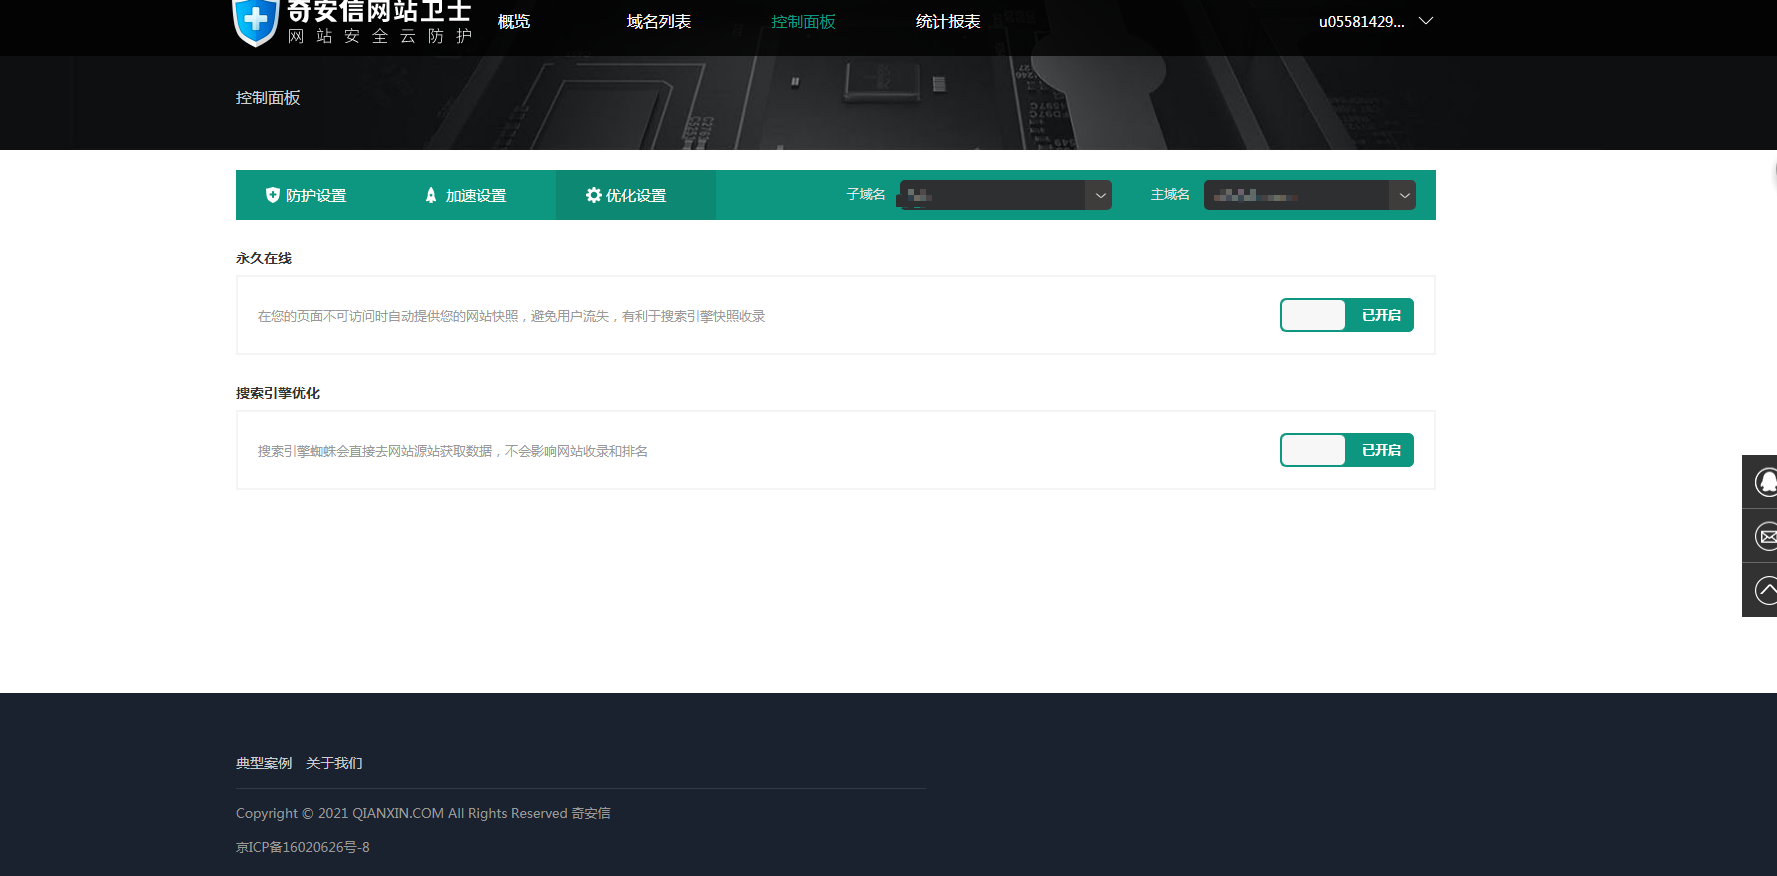 奇安信网站卫士
网站安全云防护
概览
域名列表
控制面板
统计报表
u05581429...
控制面板
防护设置
加速设置
优化设置
子域名
主域名
永久在线
在您的页面不可访问时自动提供您的网站快照，避免用户流失，有利于搜索引擎快照收录
已开启
搜索引擎优化
搜索引擎蜘蛛会直接去网站源站获取数据，不会影响网站收录和排名
已开启
典型案例 关于我们
Copyright © 2021 QIANXIN.COM All Rights Reserved 奇安信
京ICP备16020626号-8